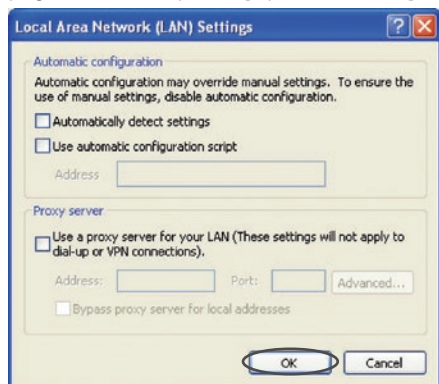 Local Area Network (LAN) Settings
Automatic configuration
Automatic configuration may override manual settings. To ensure the
use of manual settings, disable automatic configuration.
Automatically detect settings
Use automatic configuration script
Address
Proxy server
Use a proxy server for your LAN (These settings will not apply to
dial-up or VPN connections).
Address: Port: Advanced...
Bypass proxy server for local addresses
OK Cancel